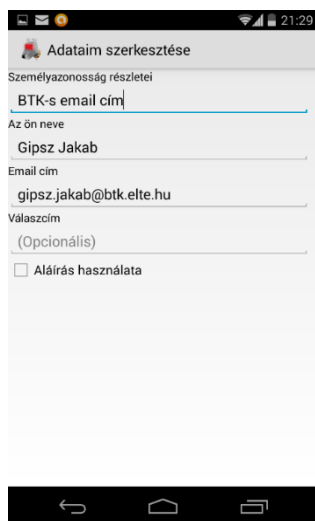 21:29
Adataim szerkesztése
Személyazonosság részletei
BTK-s email cím
Az ön neve
Gipsz Jakab
Email cím
gipsz.jakab@btk.elte.hu
Válaszcím
(Opcionális)
Aláírás használata